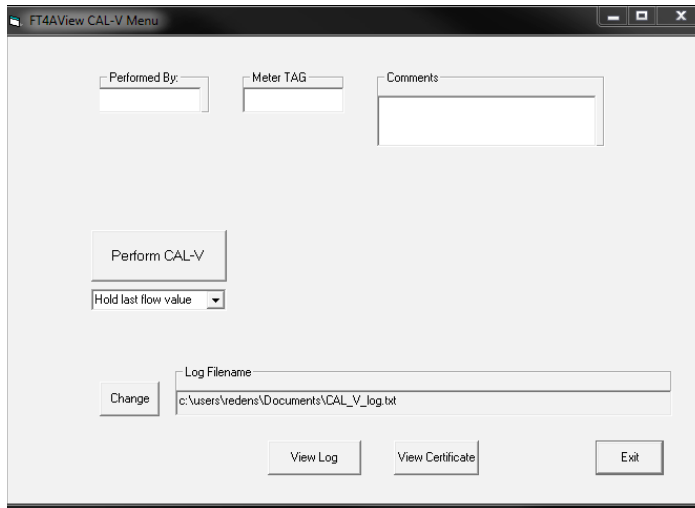 FT4AView CAL-V Menu
Performed By:
Meter TAG
Comments
Perform CAL-V
Hold last flow value
Log Filename
Change
c:\users\redens\Documents\CAL_V_log.txt
View Log
View Certificate
Exit